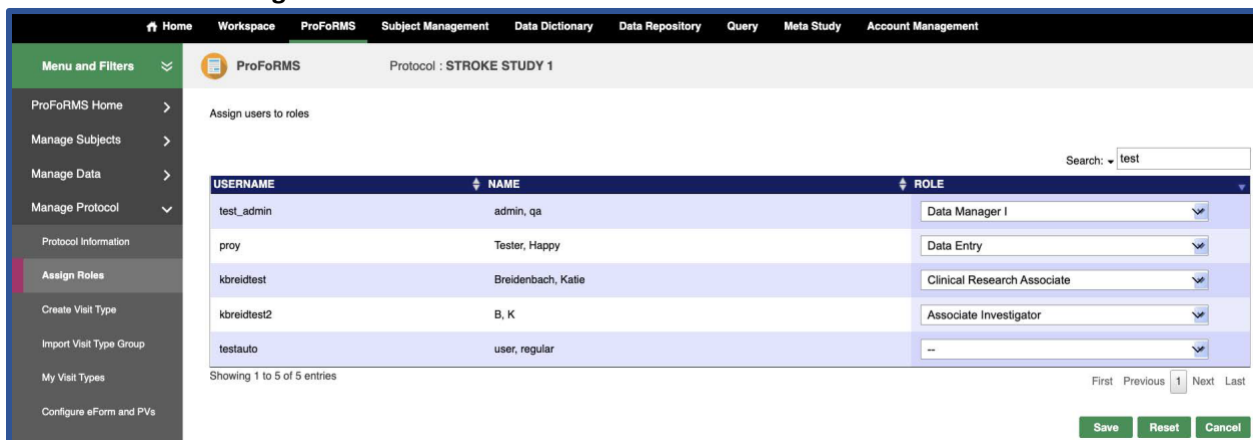 Home Workspace ProFoRMS Subject Management Data Dictionary Data Repository Query Meta Study Account Management
Menu and Filters
ProFoRMS Protocol : STROKE STUDY 1
ProFoRMS Home
Manage Subjects
Manage Data
Manage Protocol
Protocol Information
Assign Roles
Create Visit Type
Import Visit Type Group
My Visit Types
Configure eForm and PVs
Assign users to roles
Search: test
USERNAME NAME ROLE
test_admin admin, qa Data Manager I
proy Tester, Happy Data Entry
kbreidtest Breidenbach, Katie Clinical Research Associate
kbreidtest2 B, K Associate Investigator
testauto user, regular --
Showing 1 to 5 of 5 entries
First Previous 1 Next Last
Save Reset Cancel